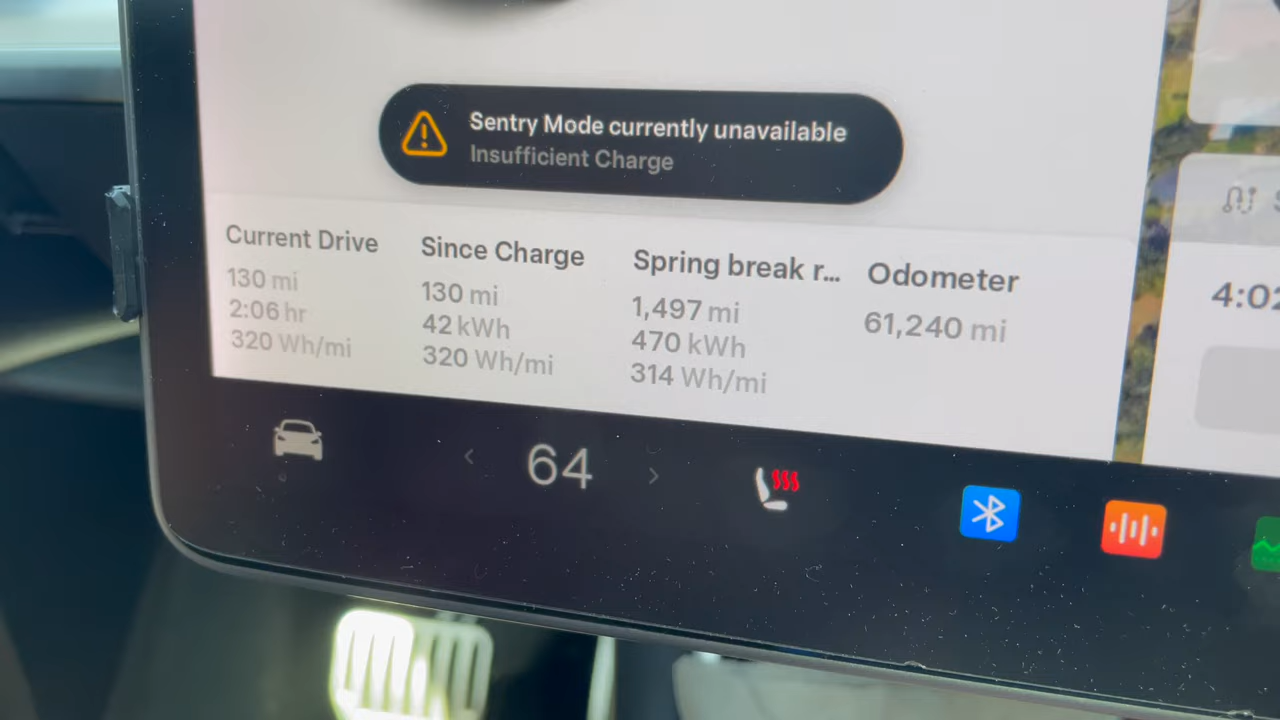 Sentry Mode currently unavailable
Insufficient Charge
Current Drive
130 mi
2:06 hr
320 Wh/mi
Since Charge
130 mi
42 kWh
320 Wh/mi
Spring break r...
1,497 mi
470 kWh
314 Wh/mi
Odometer
61,240 mi
4:02
64